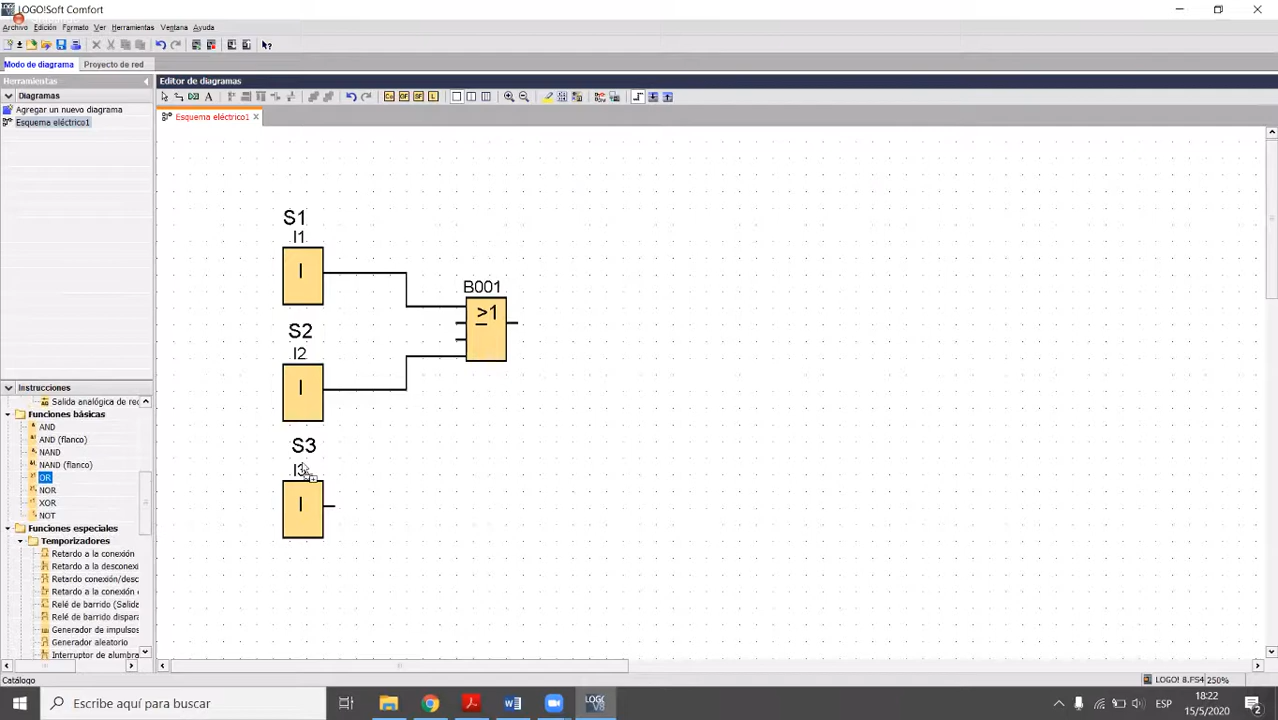 LOGO!Soft Comfort
Archivo Edición Formato Ver Herramientas Ventana Ayuda
Modo de diagrama Proyecto de red
Herramientas
Editor de diagramas
Diagramas
Agregar un nuevo diagrama
Esquema eléctrico1
Esquema eléctrico1
S1
I1
I
B001
>1
S2
I2
I
S3
I
Instrucciones
Salida analógica de rec
Funciones básicas
AND
AND (flanco)
NAND
NAND (flanco)
OR
NOR
XOR
NOT
Funciones especiales
Temporizadores
Retardo a la conexión
Retardo a la desconexi
Retardo conexión/desc
Retardo a la conexión
Relé de barrido (Salida
Relé de barrido dispara
Generador de impulsos
Generador aleatorio
Interruptor de alumbra
Catálogo
LOGO! 8.FS4 250%
Escribe aquí para buscar
ESP
18:22
15/5/2020
2